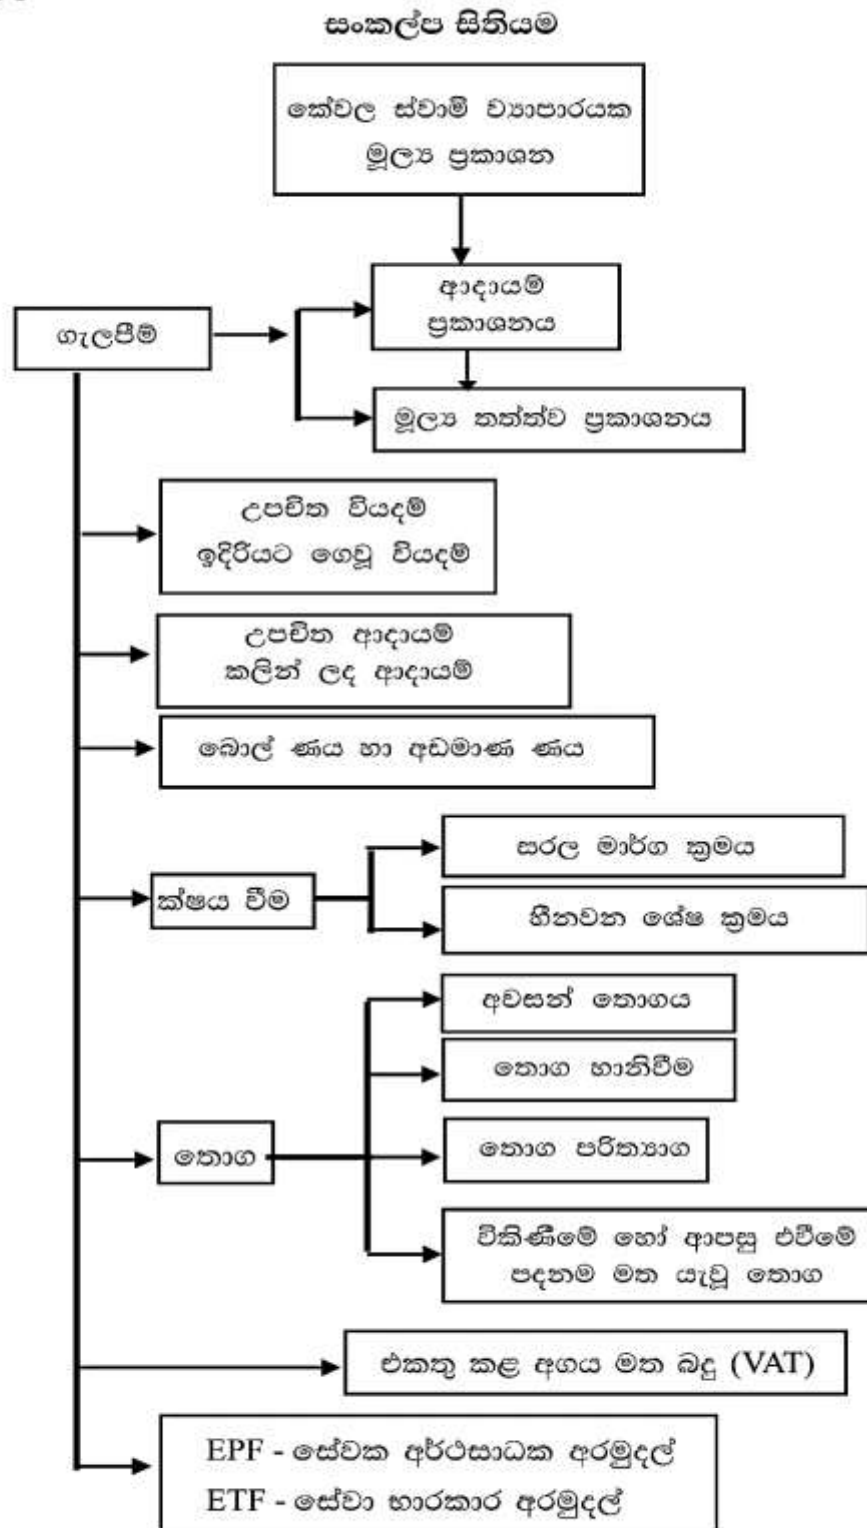 සංකල්ප සිතියම
කේවල ස්වාමි ව්‍යාපාරයක
මූල්‍ය ප්‍රකාශන
ආදායම්
ප්‍රකාශනය
ගැලපීම්
මූල්‍ය තත්ත්ව ප්‍රකාශනය
උපචිත වියදම්
ඉදිරියට ගෙවූ වියදම්
උපචිත ආදායම්
කලින් ලද ආදායම්
බොල් ණය හා අඩමාණ ණය
සරල මාර්ග ක්‍රමය
ක්ෂය වීම
හීනවන ශේෂ ක්‍රමය
අවසන් තොගය
තොග හානිවීම
තොග
තොග පරිත්‍යාග
විකිණීමේ හෝ ආපසු එවීමේ
පදනම මත යැවූ තොග
එකතු කළ අගය මත බදු (VAT)
EPF - සේවක අර්ථසාධක අරමුදල්
ETF - සේවා භාරකාර අරමුදල්